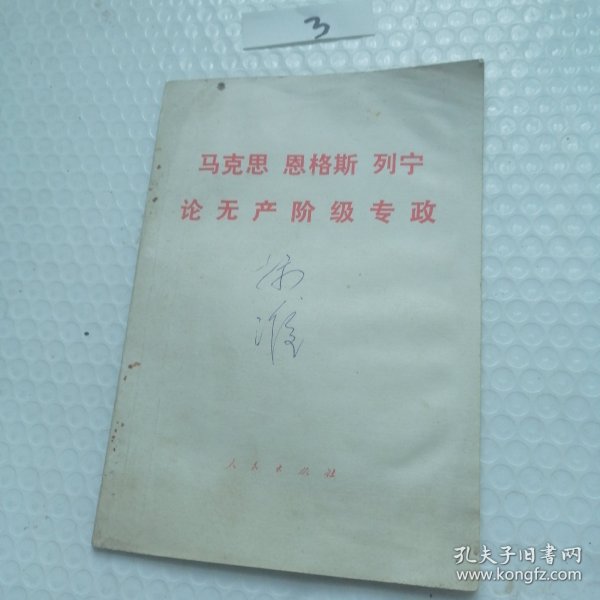 3
马克思 恩格斯 列宁
论无产阶级专政
人民出版社
孔夫子旧书网
www.kongfz.com